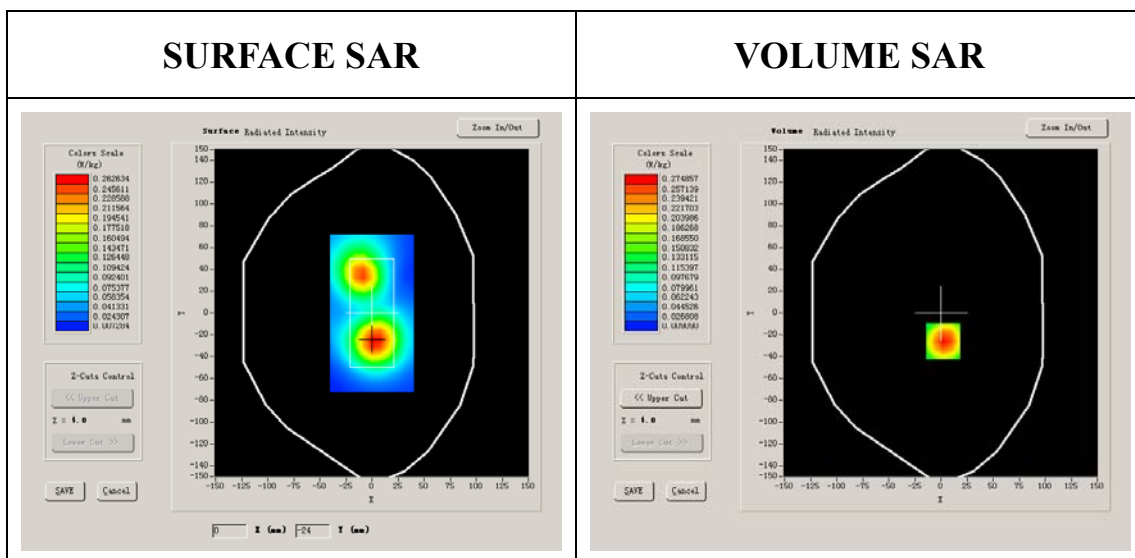 SURFACE SAR
VOLUME SAR
Surface Radiated Intensity
Zoom In/Out
Colors Scale
(W/kg)
0.262634
0.245611
0.228588
0.211564
0.194541
0.177518
0.160494
0.143471
0.126448
0.109424
0.092401
0.075377
0.058354
0.041331
0.024307
0.007284
150
120
100
80
60
40
20
0
-20
-40
-60
-80
-100
-120
-140
-150
Y
-150 -125 -100 -75 -50 -25 0 25 50 75 100 125 150
X
Z-Cuts Control
<< Upper Cut
Z = 4.0 mm
Lower Cut >>
SAVE Cancel
0 X (mm) -24 Y (mm)
Volume Radiated Intensity
Zoom In/Out
Colors Scale
(W/kg)
0.274857
0.257139
0.239421
0.221703
0.203986
0.186268
0.168550
0.150832
0.133115
0.115397
0.097679
0.079961
0.062243
0.044526
0.026808
150
120
100
80
60
40
20
0
-20
-40
-60
-80
-100
-120
-140
-150
Y
-150 -125 -100 -75 -50 -25 0 25 50 75 100 125 150
X
Z-Cuts Control
<< Upper Cut
Z = 4.0 mm
Lower Cut >>
SAVE Cancel